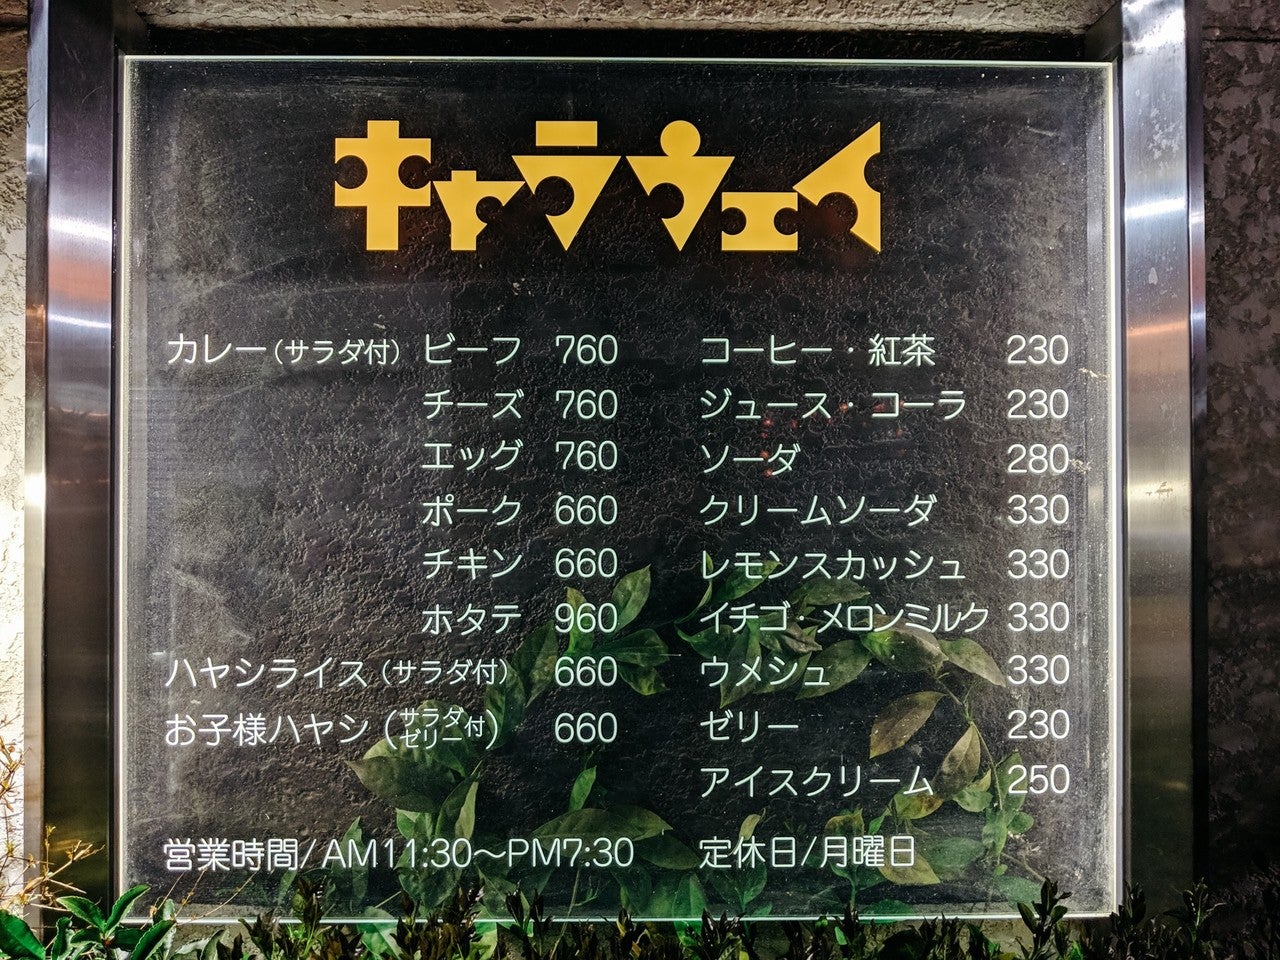 キャラウェイ
カレー(サラダ付) ビーフ 760
チーズ 760
エッグ 760
ポーク 660
チキン 660
ホタテ 960
ハヤシライス(サラダ付) 660
お子様ハヤシ(サラダゼリー付) 660
コーヒー・紅茶 230
ジュース・コーラ 230
ソーダ 280
クリームソーダ 330
レモンスカッシュ 330
イチゴ・メロンミルク 330
ウメシュ 330
ゼリー 230
アイスクリーム 250
営業時間/AM11:30〜PM7:30
定休日/月曜日